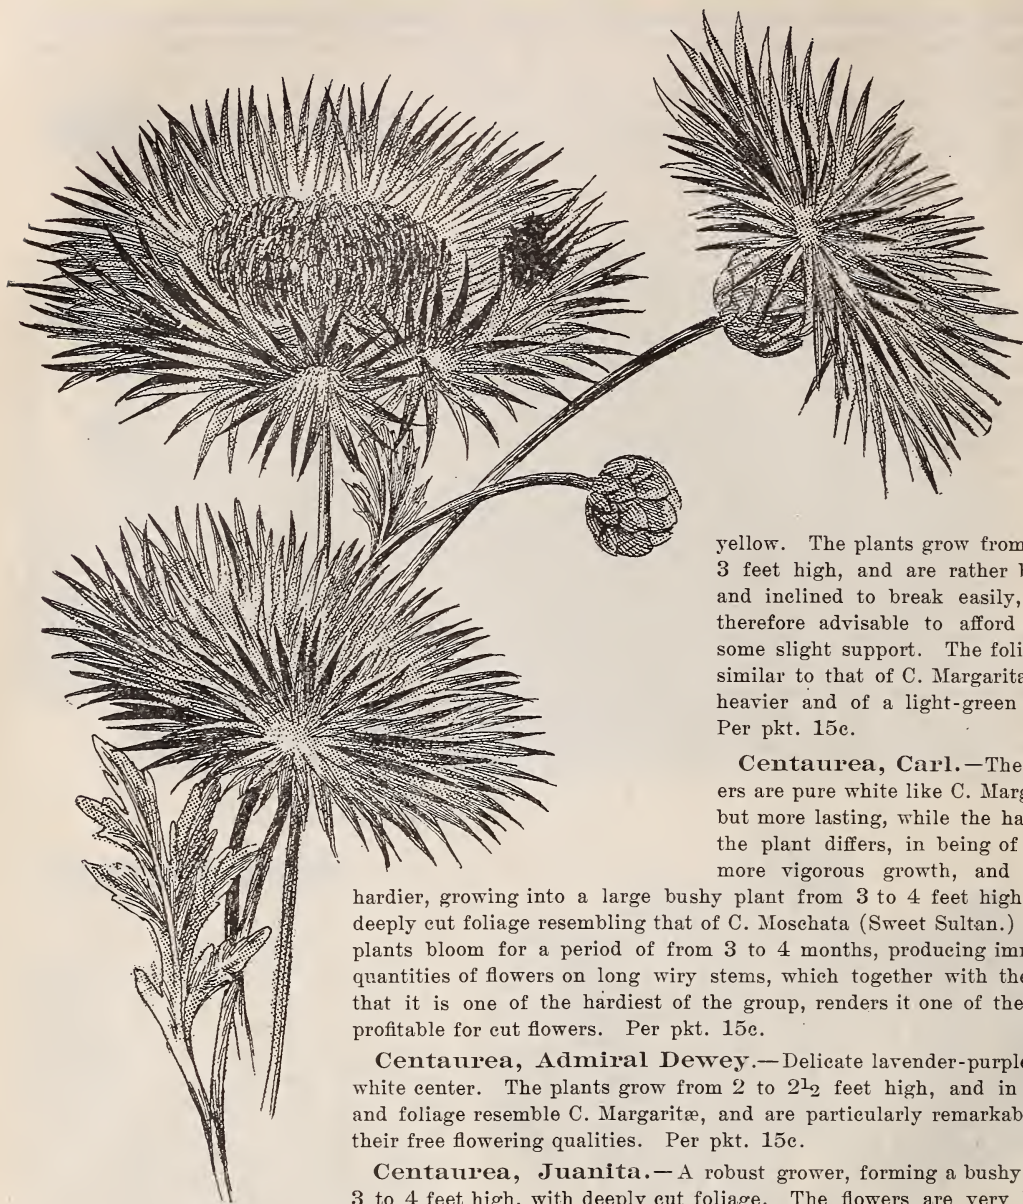 yellow. The plants grow from
3 feet high, and are rather
and inclined to break easily,
therefore advisable to afford
some slight support. The
similar to that of C.
heavier and of a light-green
Per pkt. 15c.
Centaurea, Carl.—The
ers are pure white like C.
but more lasting, while the
the plant differs, in being of
more vigorous growth, and
hardier, growing into a large bushy plant from 3 to 4 feet high
deeply cut foliage resembling that of C. Moschata (Sweet Sultan.)
plants bloom for a period of from 3 to 4 months, producing
quantities of flowers on long wiry stems, which together with
that it is one of the hardiest of the group, renders it one of the
profitable for cut flowers. Per pkt. 15c.
Centaurea, Admiral Dewey.—Delicate lavender-purple
white center. The plants grow from 2 to 2½ feet high, and in
and foliage resemble C. Margaritæ, and are particularly
their free flowering qualities. Per pkt. 15c.
Centaurea, Juanita.—A robust grower, forming a bushy
3 to 4 feet high, with deeply cut foliage. The flowers are very